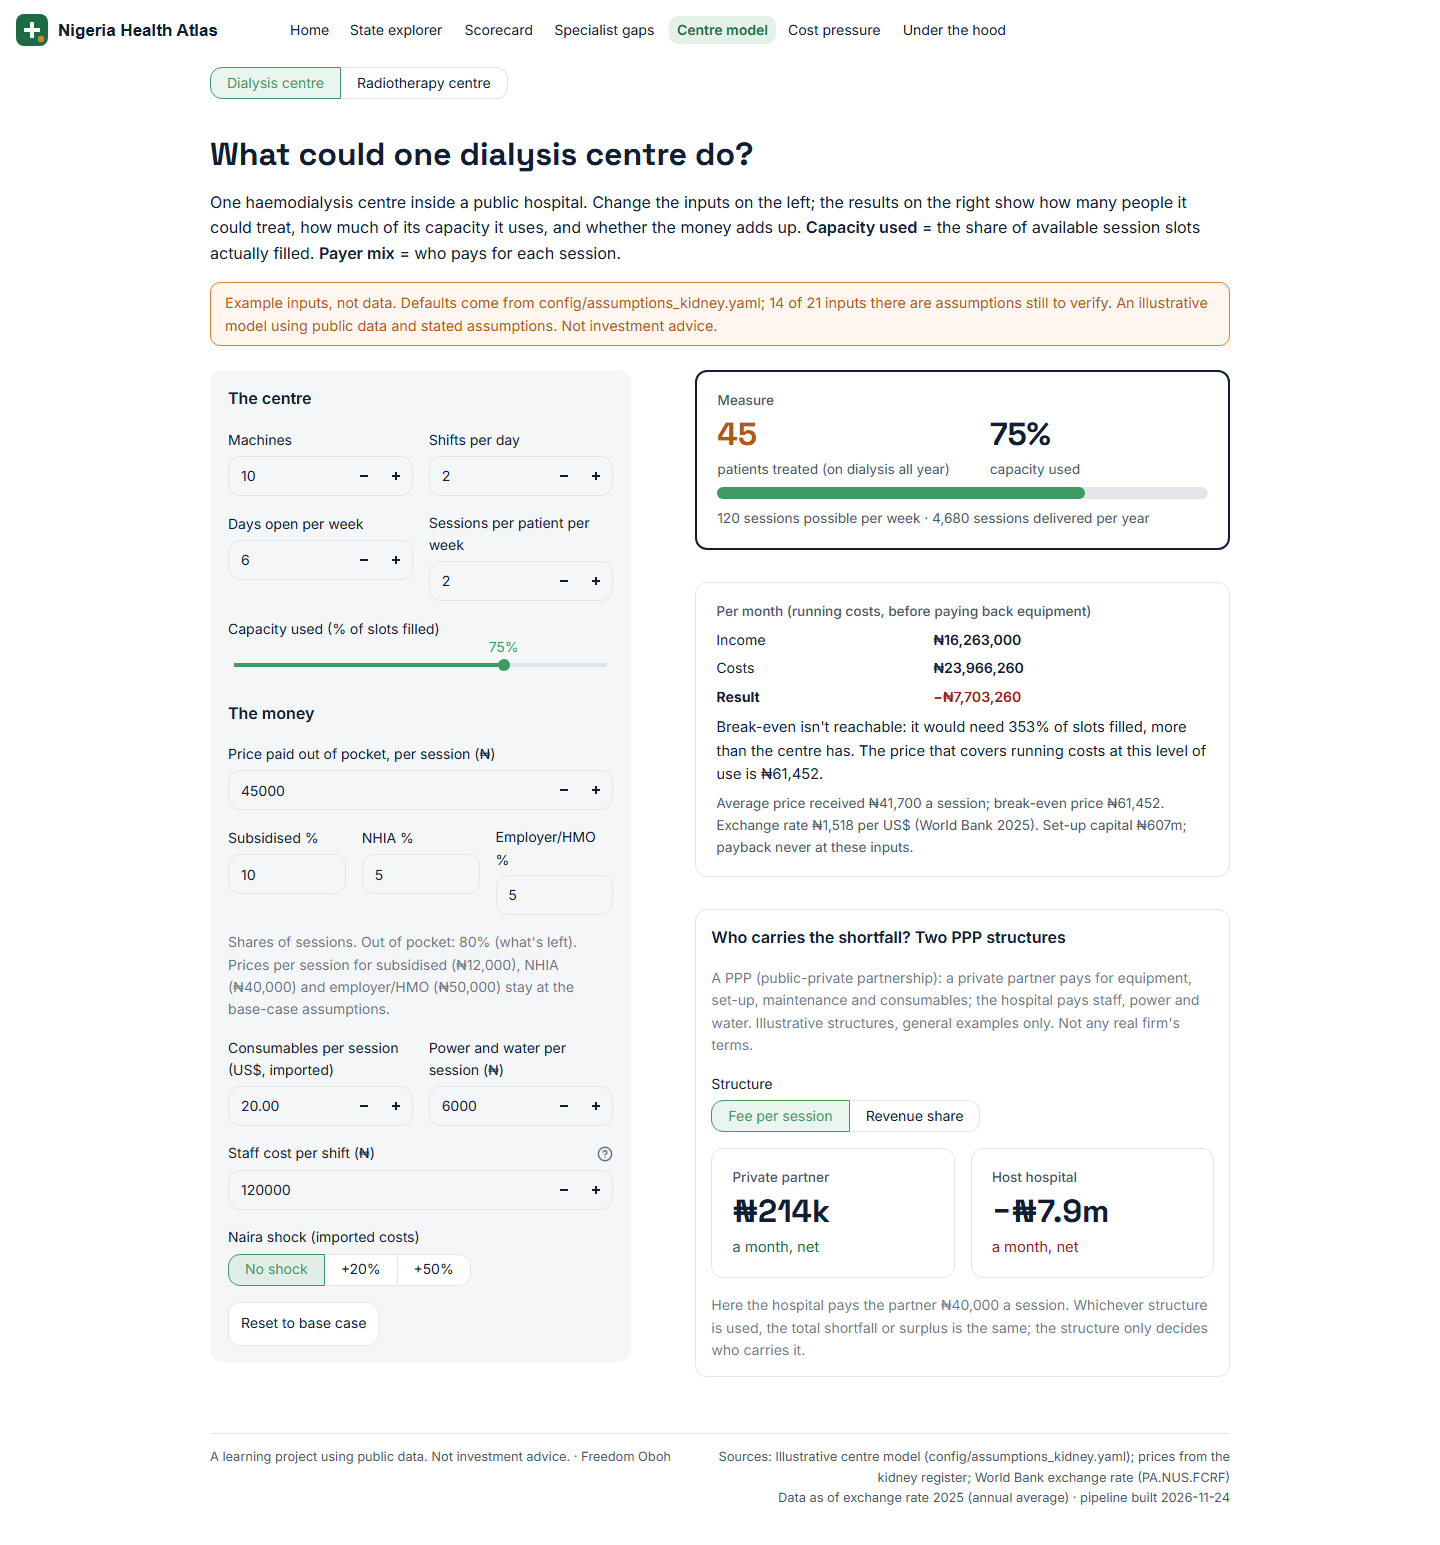 Nigeria Health Atlas
Home
State explorer
Scorecard
Specialist gaps
Centre model
Cost pressure
Under the hood
Dialysis centre
Radiotherapy centre
What could one dialysis centre do?
One haemodialysis centre inside a public hospital. Change the inputs on the left; the results on the right show how many people it
could treat, how much of its capacity it uses, and whether the money adds up. Capacity used = the share of available session slots
actually filled. Payer mix = who pays for each session.
Example inputs, not data. Defaults come from config/assumptions_kidney.yaml; 14 of 21 inputs there are assumptions still to verify. An illustrative
model using public data and stated assumptions. Not investment advice.
The centre
Machines
10 − +
Shifts per day
2 − +
Days open per week
6 − +
Sessions per patient per
week
2 − +
Capacity used (% of slots filled)
75%
The money
Price paid out of pocket, per session (₦)
45000 − +
Subsidised %
10
NHIA %
5
Employer/HMO
%
5
Shares of sessions. Out of pocket: 80% (what's left).
Prices per session for subsidised (₦12,000), NHIA
(₦40,000) and employer/HMO (₦50,000) stay at the
base-case assumptions.
Consumables per session
(US$, imported)
20.00 − +
Power and water per
session (₦)
6000 − +
Staff cost per shift (₦)
?
120000 − +
Naira shock (imported costs)
No shock
+20%
+50%
Reset to base case
Measure
45
patients treated (on dialysis all year)
75%
capacity used
120 sessions possible per week · 4,680 sessions delivered per year
Per month (running costs, before paying back equipment)
Income ₦16,263,000
Costs ₦23,966,260
Result −₦7,703,260
Break-even isn't reachable: it would need 353% of slots filled, more
than the centre has. The price that covers running costs at this level of
use is ₦61,452.
Average price received ₦41,700 a session; break-even price ₦61,452.
Exchange rate ₦1,518 per US$ (World Bank 2025). Set-up capital ₦607m;
payback never at these inputs.
Who carries the shortfall? Two PPP structures
A PPP (public-private partnership): a private partner pays for equipment,
set-up, maintenance and consumables; the hospital pays staff, power and
water. Illustrative structures, general examples only. Not any real firm's
terms.
Structure
Fee per session
Revenue share
Private partner
₦214k
a month, net
Host hospital
−₦7.9m
a month, net
Here the hospital pays the partner ₦40,000 a session. Whichever structure
is used, the total shortfall or surplus is the same; the structure only decides
who carries it.
A learning project using public data. Not investment advice. · Freedom Oboh
Sources: Illustrative centre model (config/assumptions_kidney.yaml); prices from the
kidney register; World Bank exchange rate (PA.NUS.FCRF)
Data as of exchange rate 2025 (annual average) · pipeline built 2026-11-24